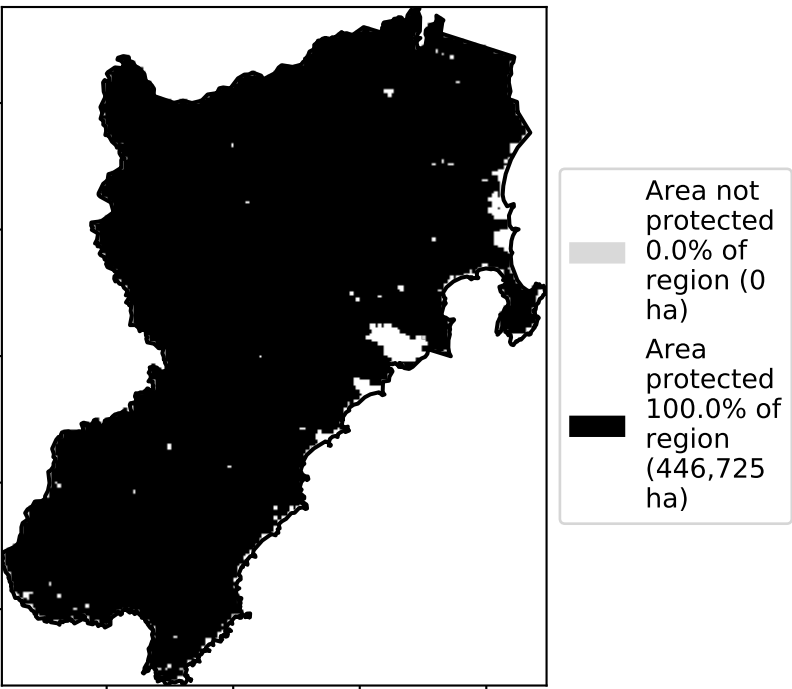 Area not
protected
0.0% of
region (0
ha)
Area
protected
100.0% of
region
(446,725
ha)